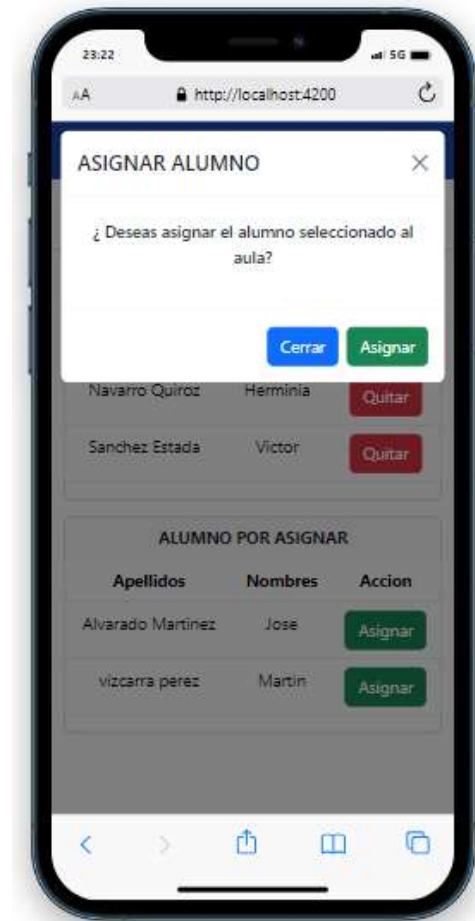 23:22 5G
AA http://localhost:4200
ASIGNAR ALUMNO
¿ Deseas asignar el alumno seleccionado al
aula?
Cerrar Asignar
Navarro Quiroz Herminia Quitar
Sanchez Estada Victor Quitar
ALUMNO POR ASIGNAR
Apellidos Nombres Accion
Alvarado Martinez Jose Asignar
vizcarra perez Martin Asignar